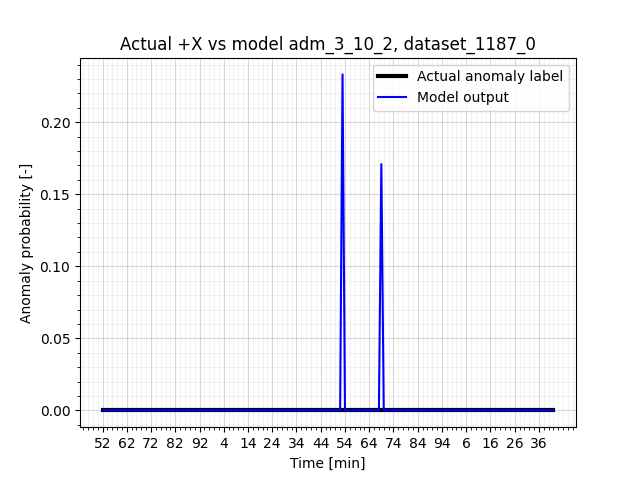 Actual +X vs model adm_3_10_2, dataset_1187_0
Actual anomaly label
Model output
Anomaly probability [-]
0.20
0.15
0.10
0.05
0.00
52 62 72 82 92 4 14 24 34 44 54 64 74 84 94 6 16 26 36
Time [min]